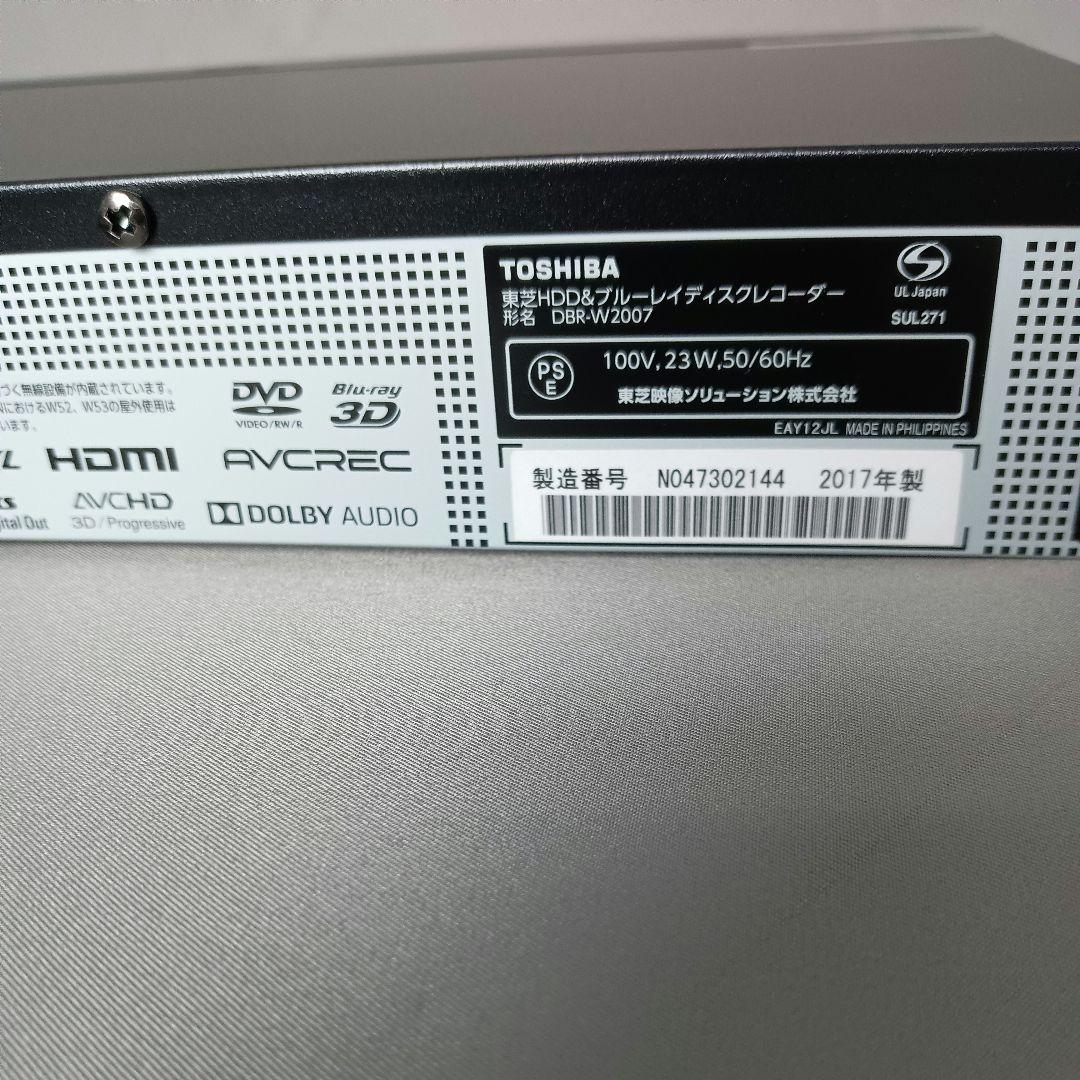 TOSHIBA
東芝HDD&ブルーレイディスクレコーダー
形名 DBR-W2007
UL Japan
SUL271
PS
E
100V, 23W, 50/60Hz
東芝映像ソリューション株式会社
EAY12JL MADE IN PHILIPPINES
製造番号 N047302144 2017年製
づく無線設備が内蔵されています。
におけるW52、W53の屋外使用は
います。
DVD
VIDEO/RW/R
Blu-ray
3D
HDMI
AVCREC
gital Out
AVCHD
3D/Progressive
DOLBY AUDIO